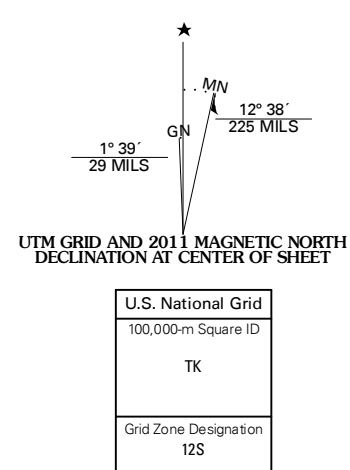 ★
MN
12° 38´
225 MILS
GN
1° 39´
29 MILS
UTM GRID AND 2011 MAGNETIC NORTH
DECLINATION AT CENTER OF SHEET
U.S. National Grid
100,000-m Square ID
TK
Grid Zone Designation
12S